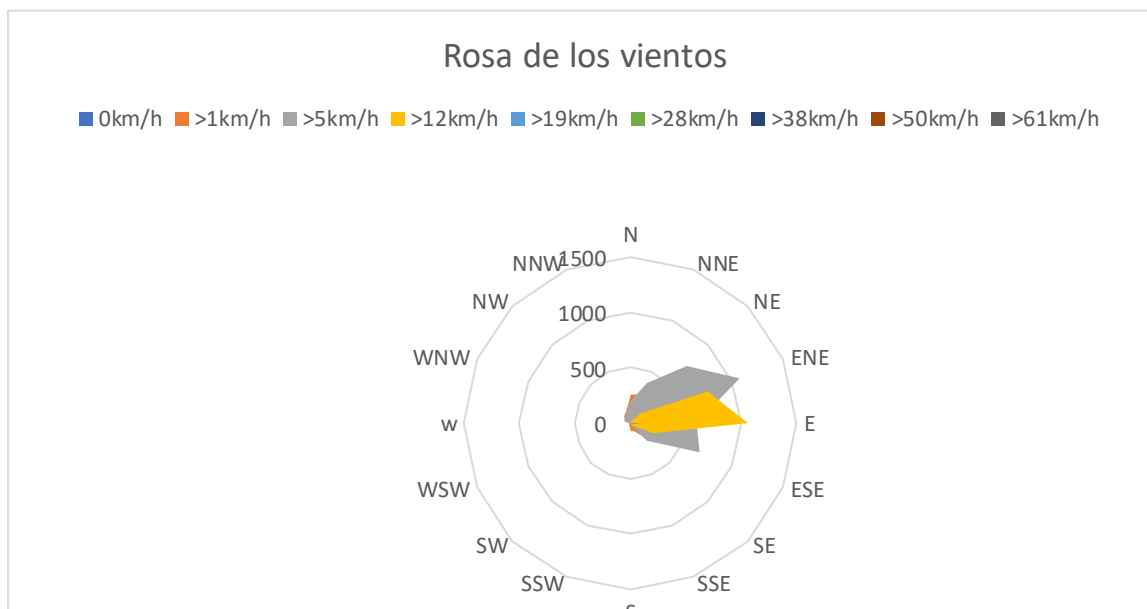 Rosa de los vientos
0km/h >1km/h >5km/h >12km/h >19km/h >28km/h >38km/h >50km/h >61km/h
N
NNW 1500 NNE
NW NE
1000
WNW ENE
500
w 0 E
WSW ESE
SW SE
SSW SSE
S